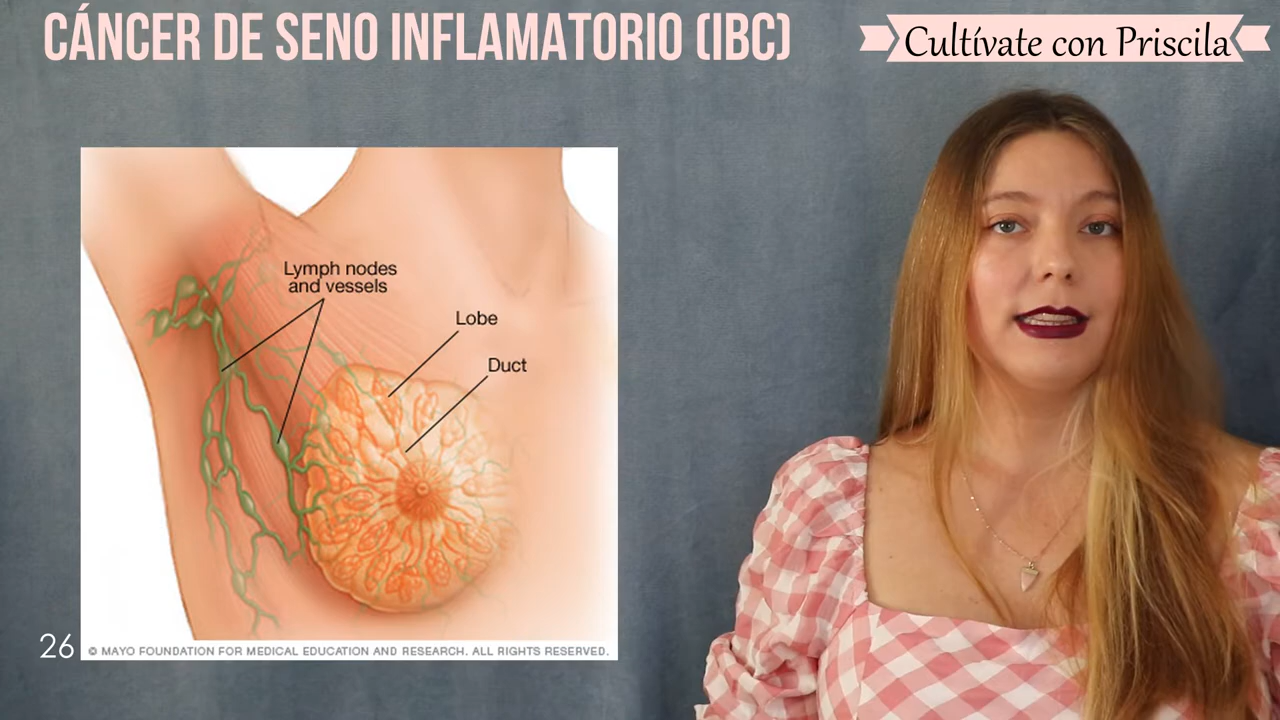 CÁNCER DE SENO INFLAMATORIO (IBC)
Cultívate con Priscila
Lymph nodes
and vessels
Lobe
Duct
26
© MAYO FOUNDATION FOR MEDICAL EDUCATION AND RESEARCH. ALL RIGHTS RESERVED.